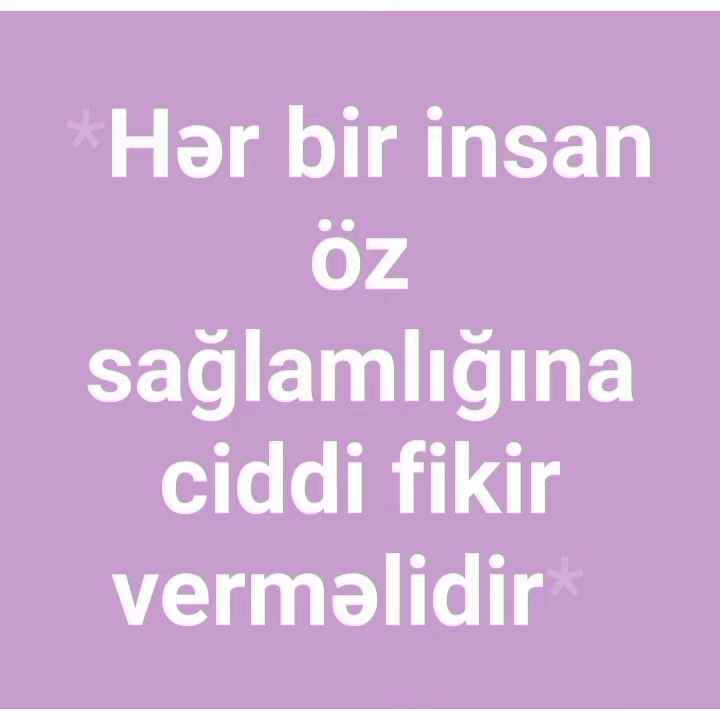 *Hər bir insan
öz
sağlamlığına
ciddi fikir
verməlidir*